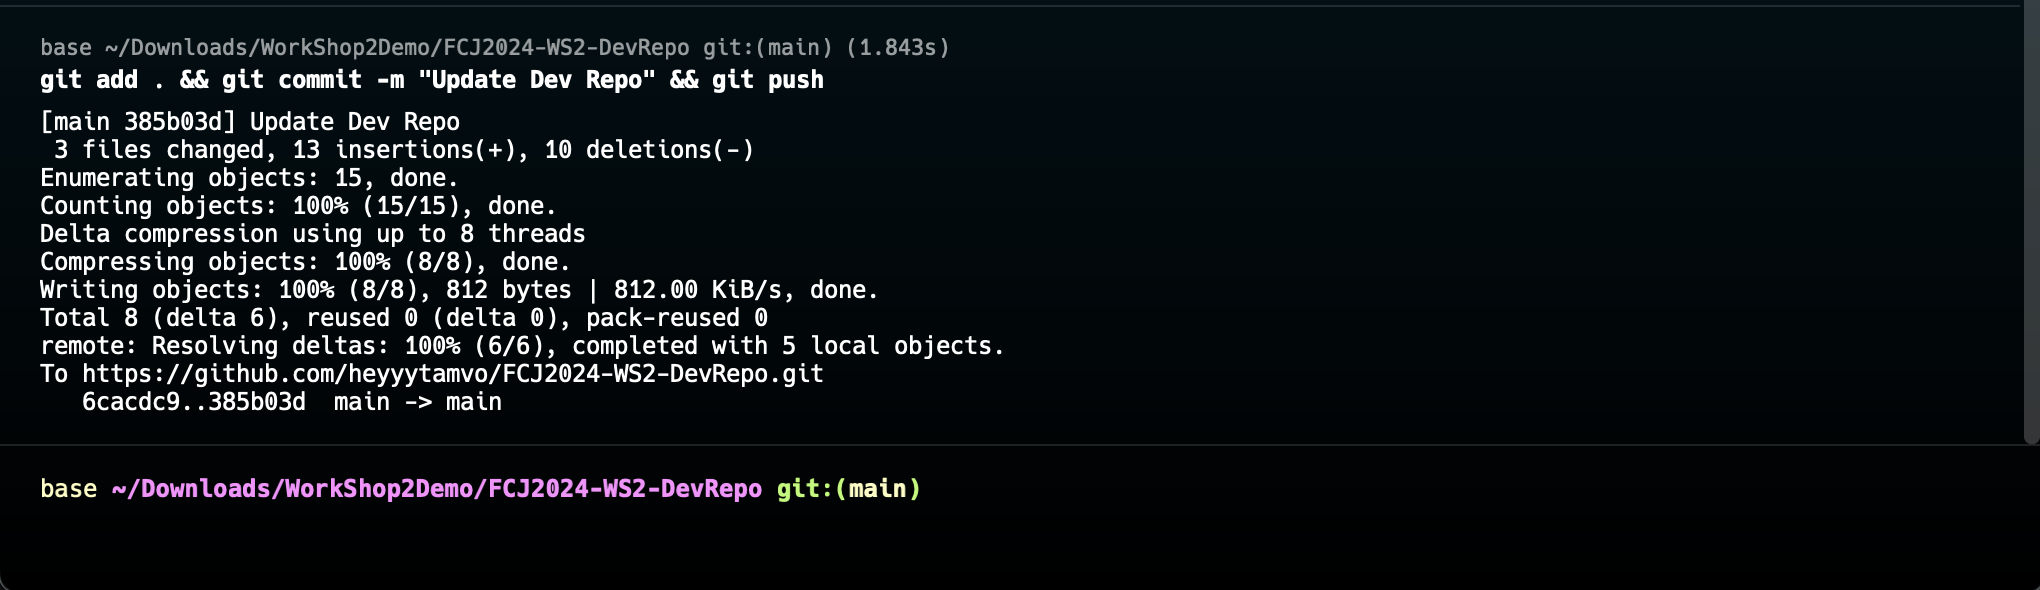 base ~/Downloads/WorkShop2Demo/FCJ2024-WS2-DevRepo git:(main) (1.843s)
git add . && git commit -m "Update Dev Repo" && git push
[main 385b03d] Update Dev Repo
 3 files changed, 13 insertions(+), 10 deletions(-)
Enumerating objects: 15, done.
Counting objects: 100% (15/15), done.
Delta compression using up to 8 threads
Compressing objects: 100% (8/8), done.
Writing objects: 100% (8/8), 812 bytes | 812.00 KiB/s, done.
Total 8 (delta 6), reused 0 (delta 0), pack-reused 0
remote: Resolving deltas: 100% (6/6), completed with 5 local objects.
To https://github.com/heyyytamvo/FCJ2024-WS2-DevRepo.git
   6cacdc9..385b03d  main -> main
base ~/Downloads/WorkShop2Demo/FCJ2024-WS2-DevRepo git:(main)